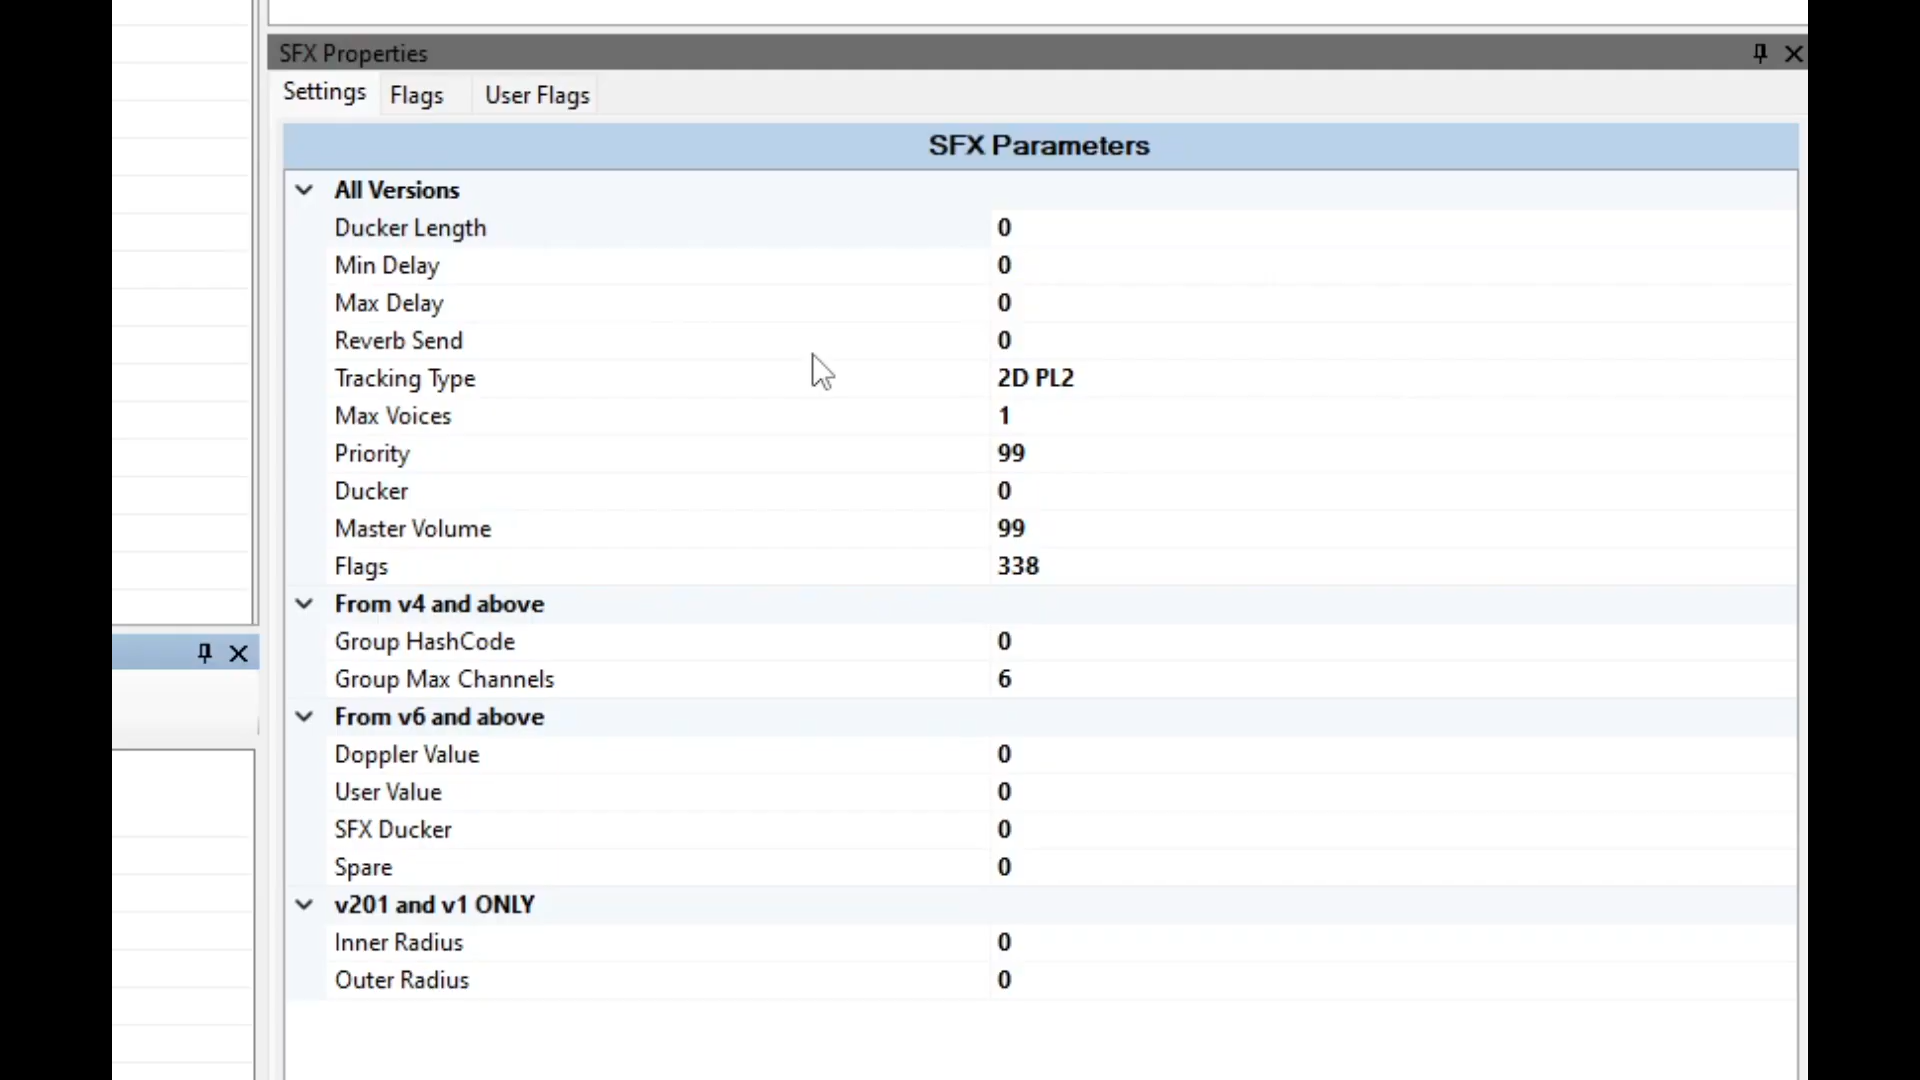 SFX Properties
Settings Flags User Flags
SFX Parameters
All Versions
Ducker Length 0
Min Delay 0
Max Delay 0
Reverb Send 0
Tracking Type 2D PL2
Max Voices 1
Priority 99
Ducker 0
Master Volume 99
Flags 338
From v4 and above
Group HashCode 0
Group Max Channels 6
From v6 and above
Doppler Value 0
User Value 0
SFX Ducker 0
Spare 0
v201 and v1 ONLY
Inner Radius 0
Outer Radius 0